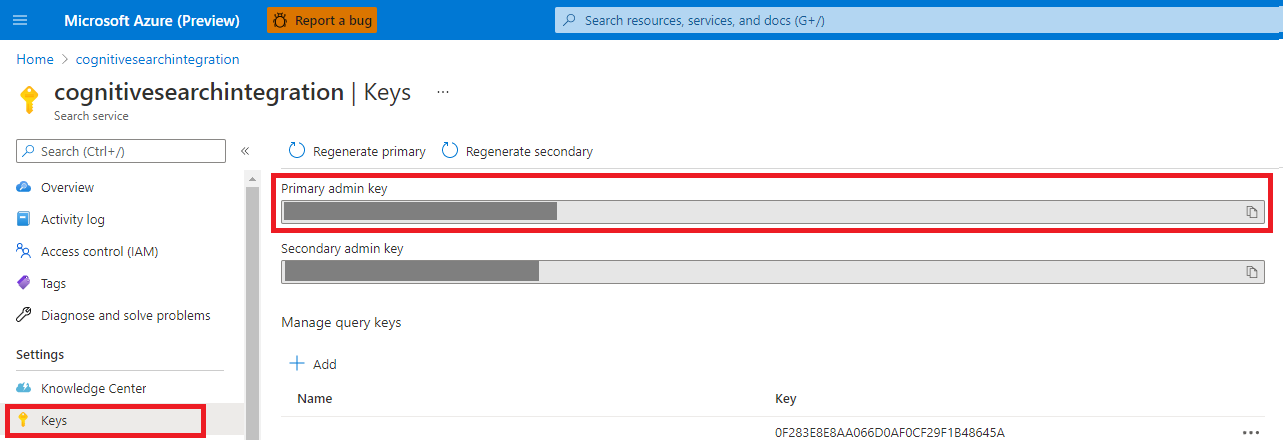 Microsoft Azure (Preview) Report a bug Search resources, services, and docs (G+/)
Home > cognitivesearchintegration
cognitivesearchintegration | Keys ...
Search service
Search (Ctrl+/) «
Overview
Activity log
Access control (IAM)
Tags
Diagnose and solve problems
Settings
Knowledge Center
Keys
Regenerate primary Regenerate secondary
Primary admin key
Secondary admin key
Manage query keys
Add
Name Key
0F283E8E8AA066D0AF0CF29F1B48645A ...